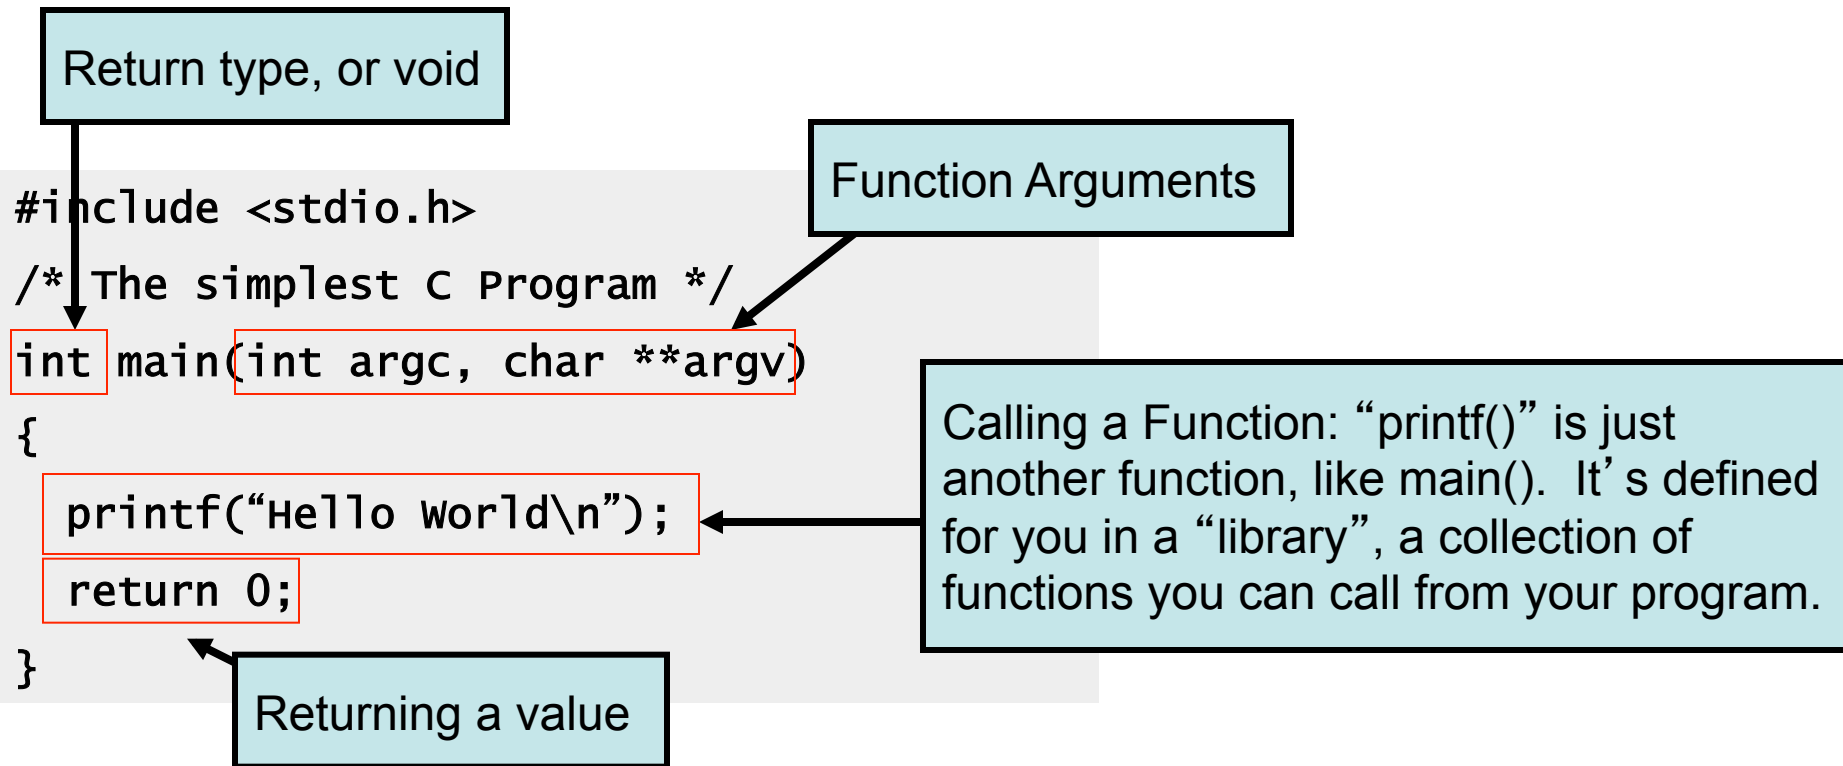 Return type, or void
Function Arguments
#include <stdio.h>
/* The simplest C Program */
int main(int argc, char **argv)
{
printf(“Hello World\n”);
return 0;
}
Calling a Function: “printf()” is just
another function, like main().  It’s defined
for you in a “library”, a collection of
functions you can call from your program.
Returning a value